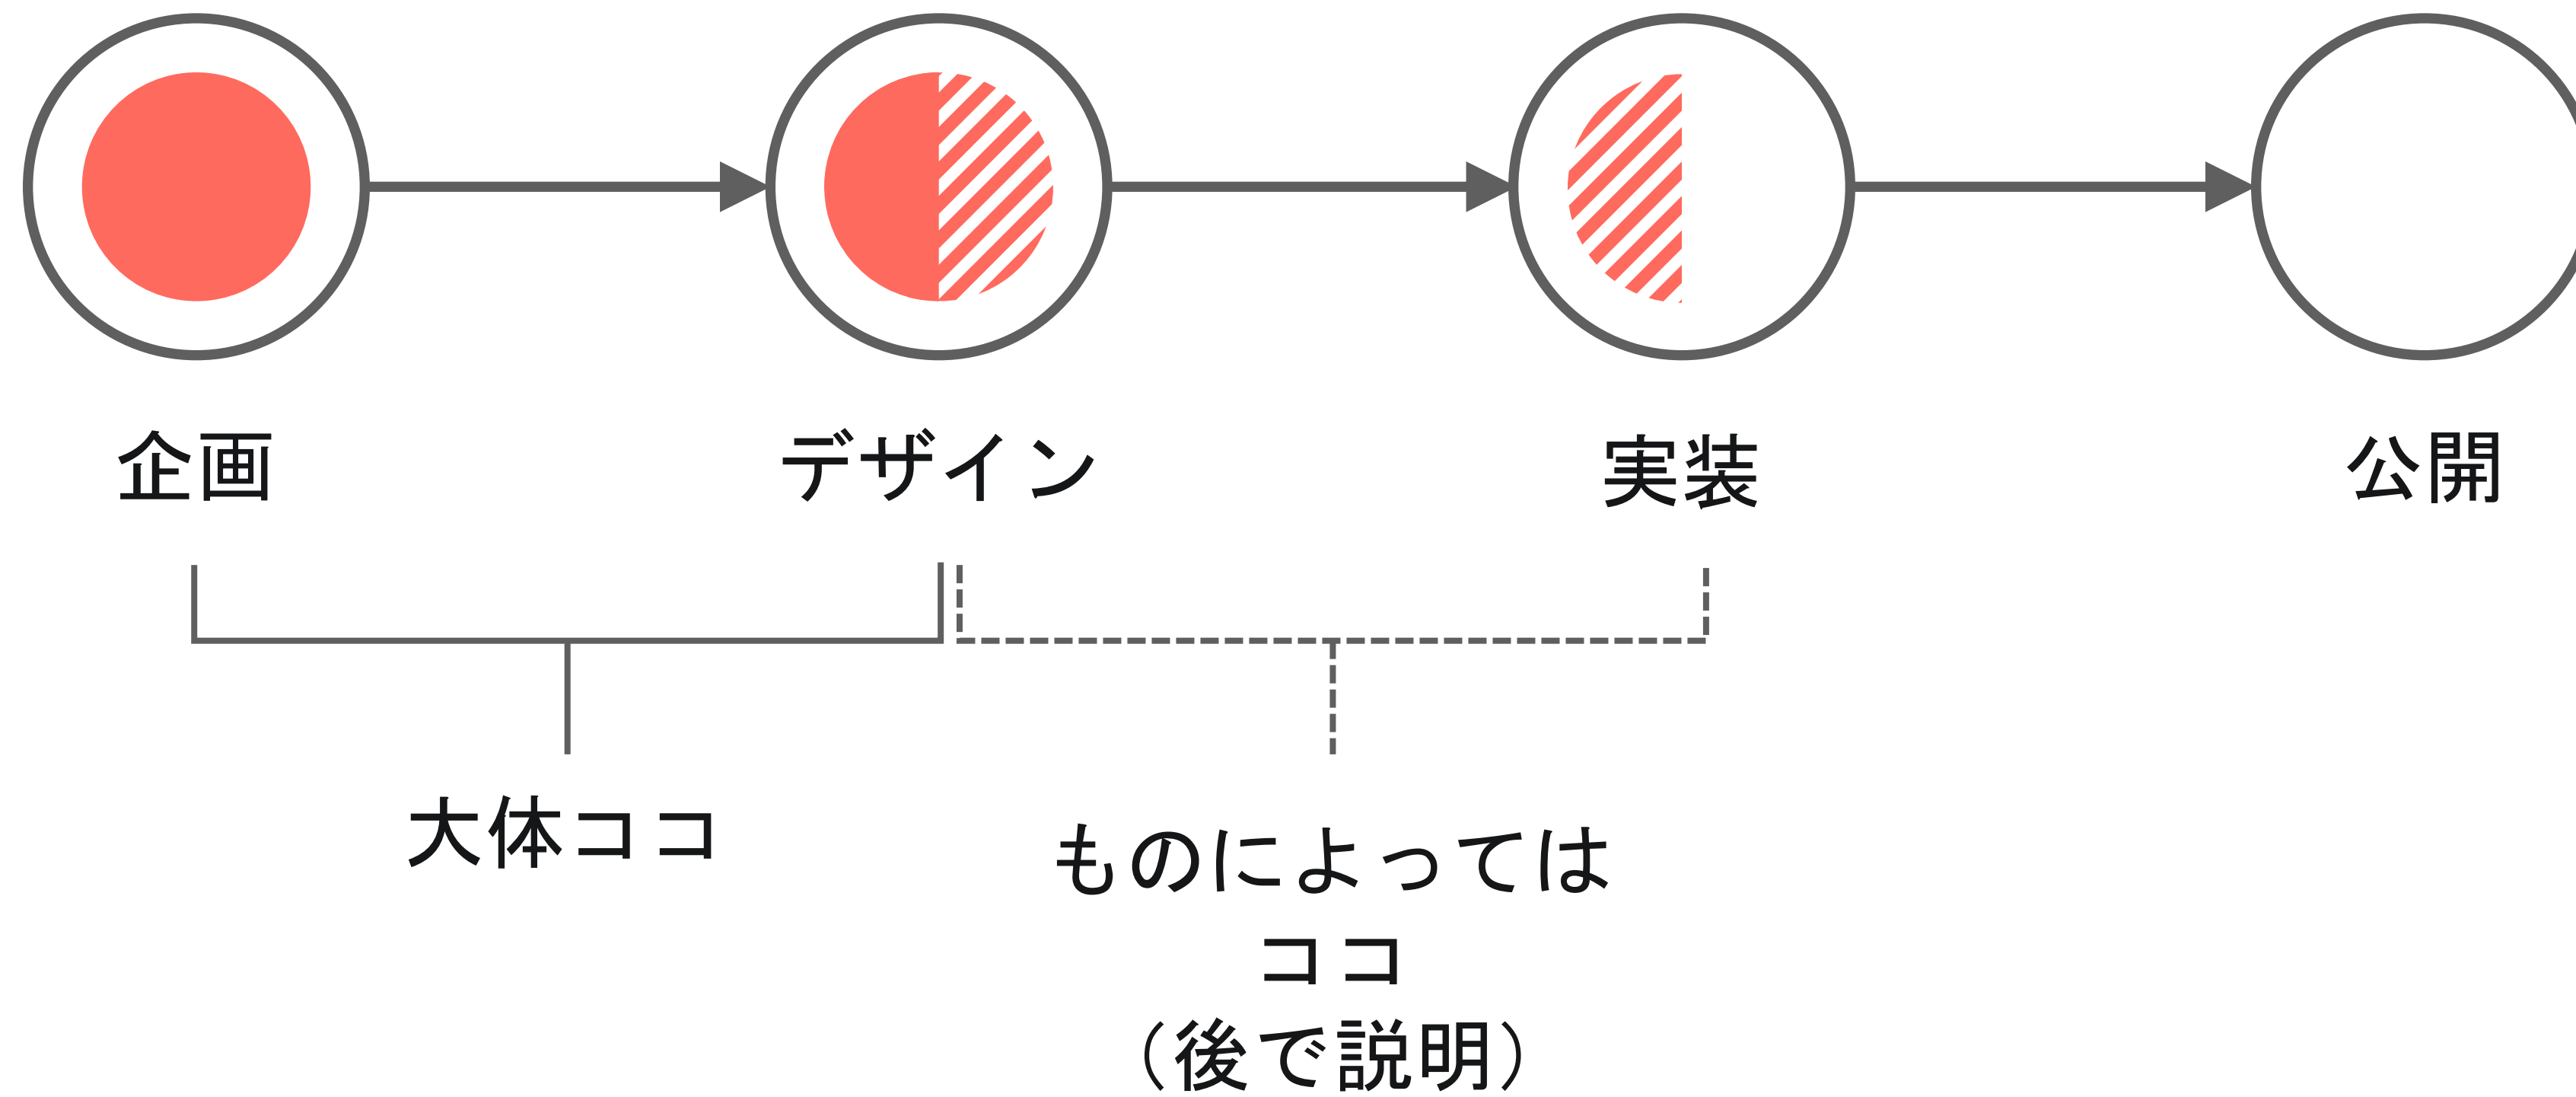 企画
デザイン
実装
公開
大体ココ
ものによっては
ココ
（後で説明）